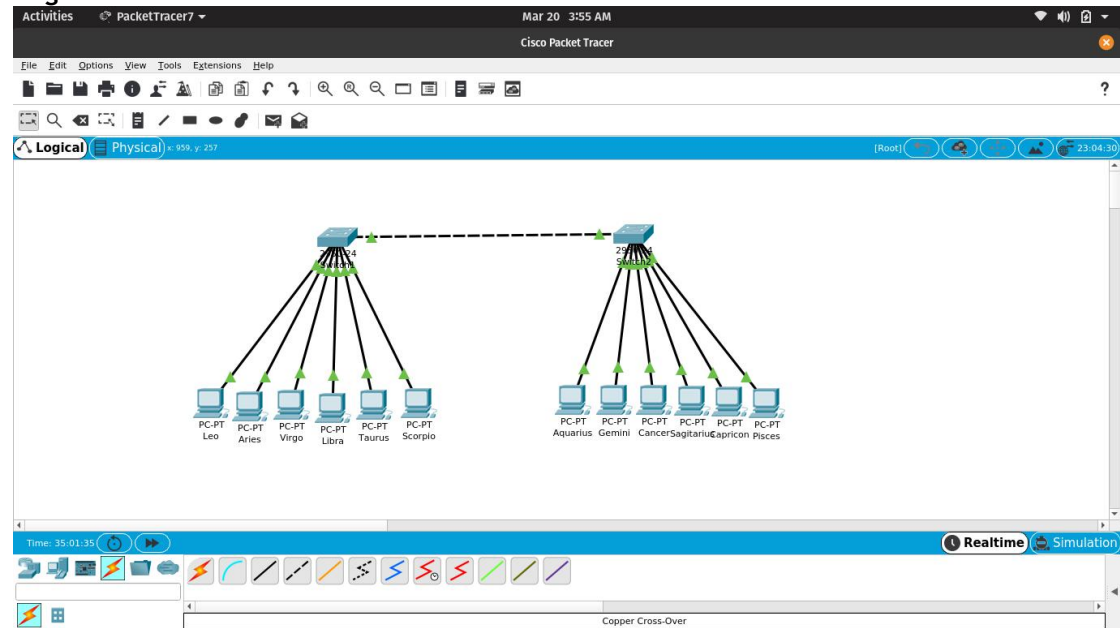 Activities PacketTracer7 Mar 20 3:55 AM
Cisco Packet Tracer
File Edit Options View Tools Extensions Help
?
Logical Physical x: 959, y: 257 [Root] 23:04:30
Switch1 Switch2
PC-PT PC-PT PC-PT PC-PT PC-PT PC-PT PC-PT PC-PT PC-PT PC-PT PC-PT PC-PT
Leo Aries Virgo Libra Taurus Scorpio Aquarius Gemini Cancer Sagitarius Capricon Pisces
Time: 35:01:35 Realtime Simulation
Copper Cross-Over